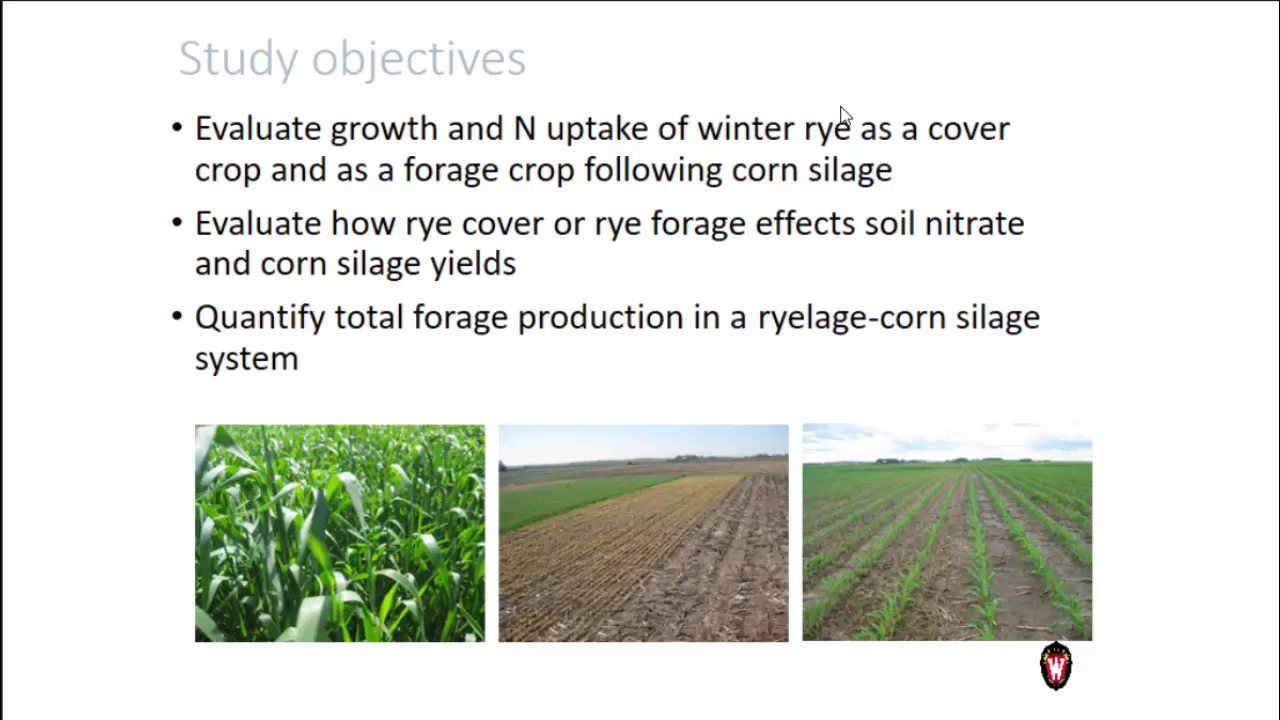 Study objectives
• Evaluate growth and N uptake of winter rye as a cover
crop and as a forage crop following corn silage
• Evaluate how rye cover or rye forage effects soil nitrate
and corn silage yields
• Quantify total forage production in a ryelage-corn silage
system
W